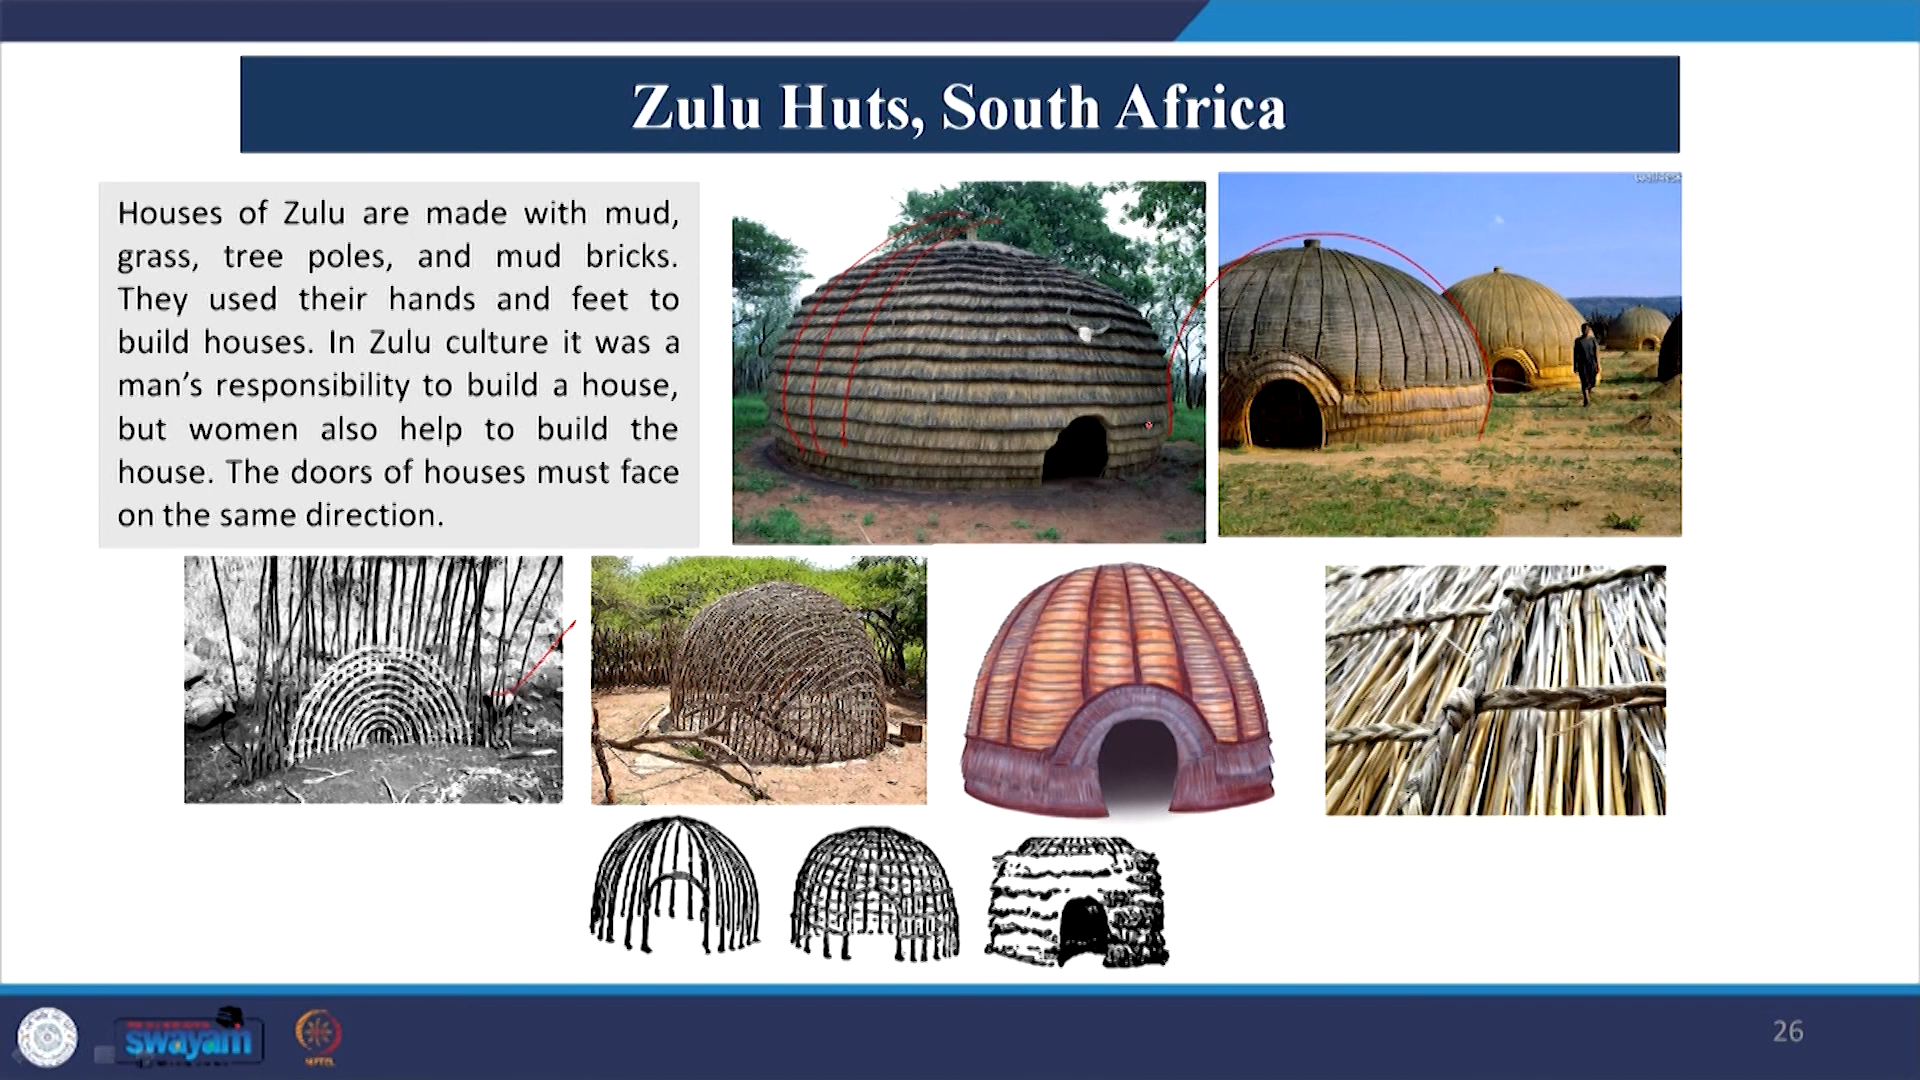 Zulu Huts, South Africa
Houses of Zulu are made with mud,
grass, tree poles, and mud bricks.
They used their hands and feet to
build houses. In Zulu culture it was a
man’s responsibility to build a house,
but women also help to build the
house. The doors of houses must face
on the same direction.
swayam
26